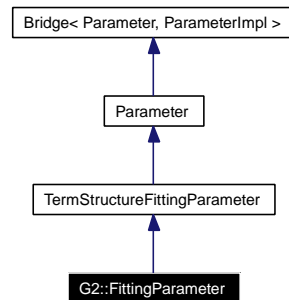 Bridge< Parameter, ParameterImpl >
Parameter
TermStructureFittingParameter
G2::FittingParameter